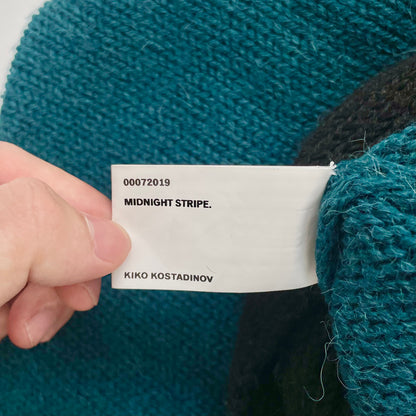 00072019
MIDNIGHT STRIPE.
KIKO KOSTADINOV